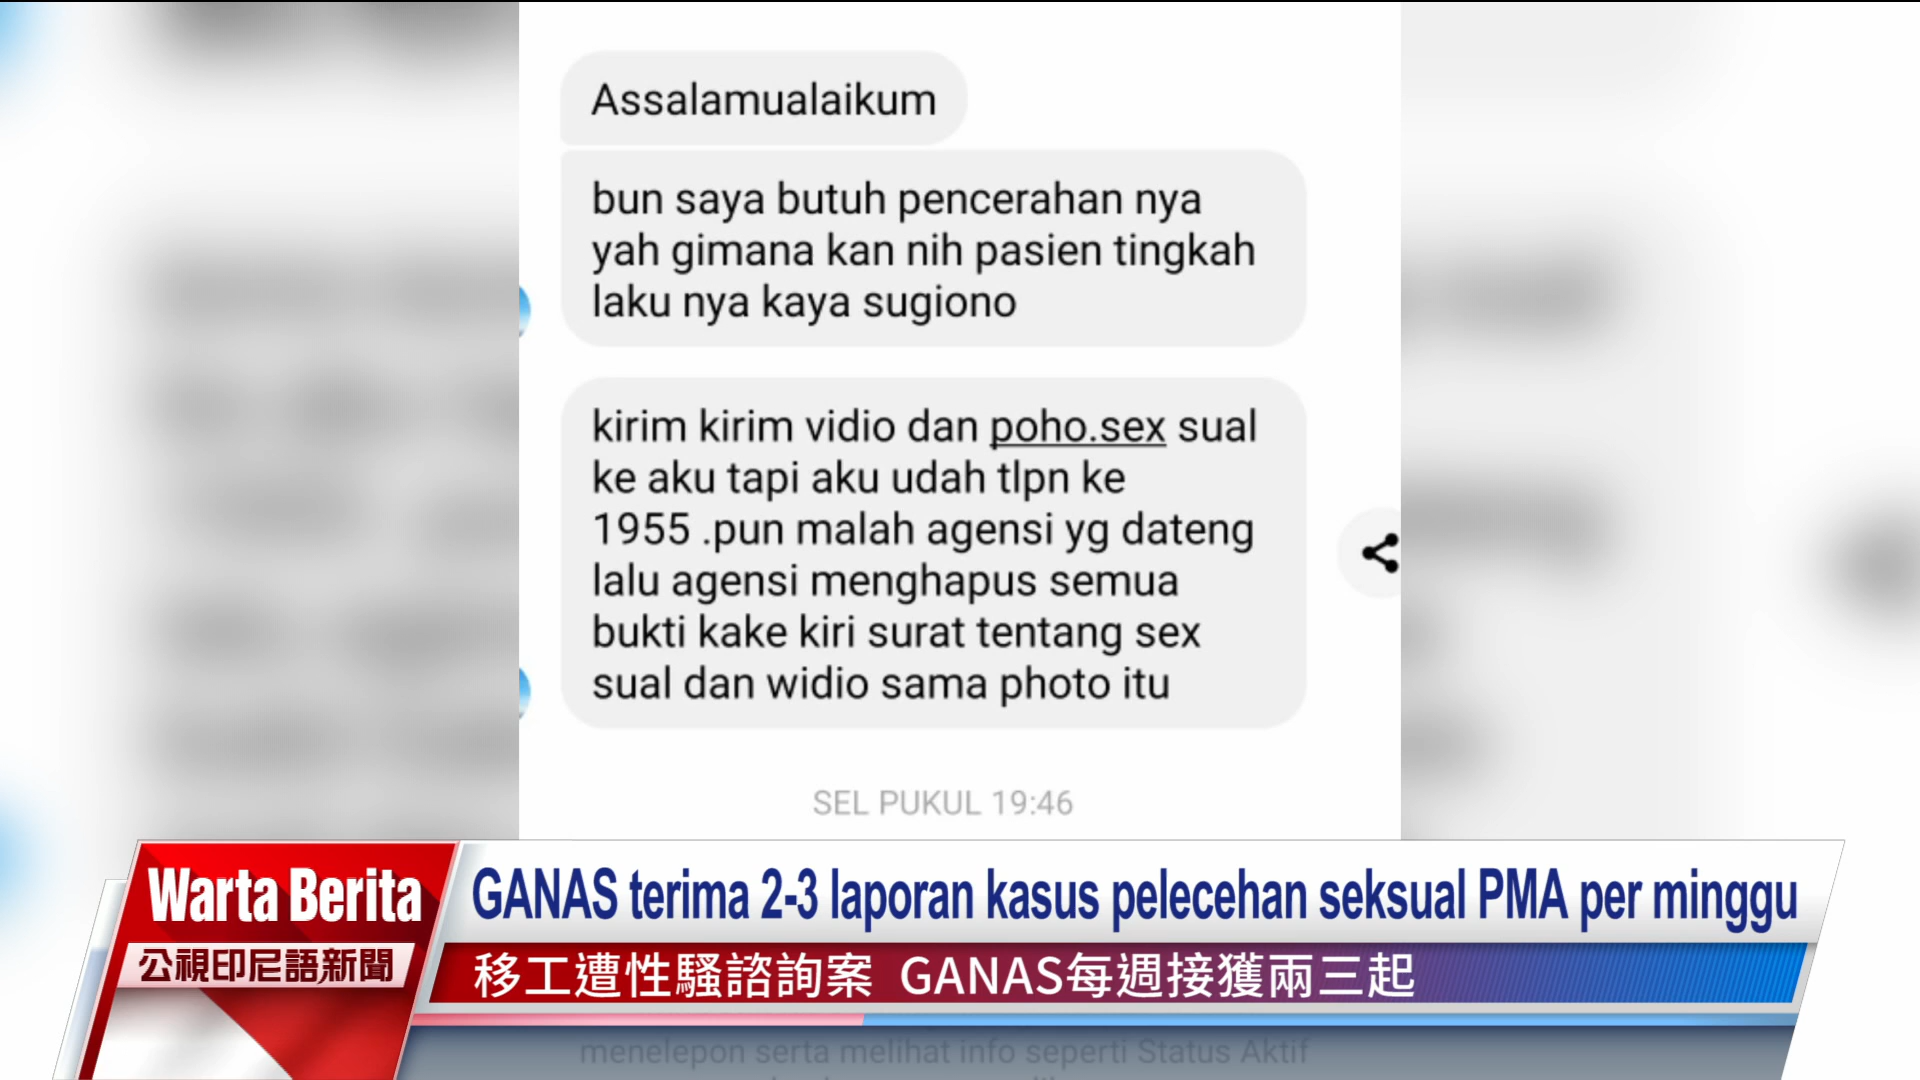 Assalamualaikum
bun saya butuh pencerahan nya
yah gimana kan nih pasien tingkah
laku nya kaya sugiono
kirim kirim vidio dan poho.sex sual
ke aku tapi aku udah tlpn ke
1955 .pun malah agensi yg dateng
lalu agensi menghapus semua
bukti kake kiri surat tentang sex
sual dan widio sama photo itu
SEL PUKUL 19:46
Warta Berita
公視印尼語新聞
GANAS terima 2-3 laporan kasus pelecehan seksual PMA per minggu
移工遭性騷諮詢案 GANAS每週接獲兩三起
menelepon serta melihat info seperti Status Aktif